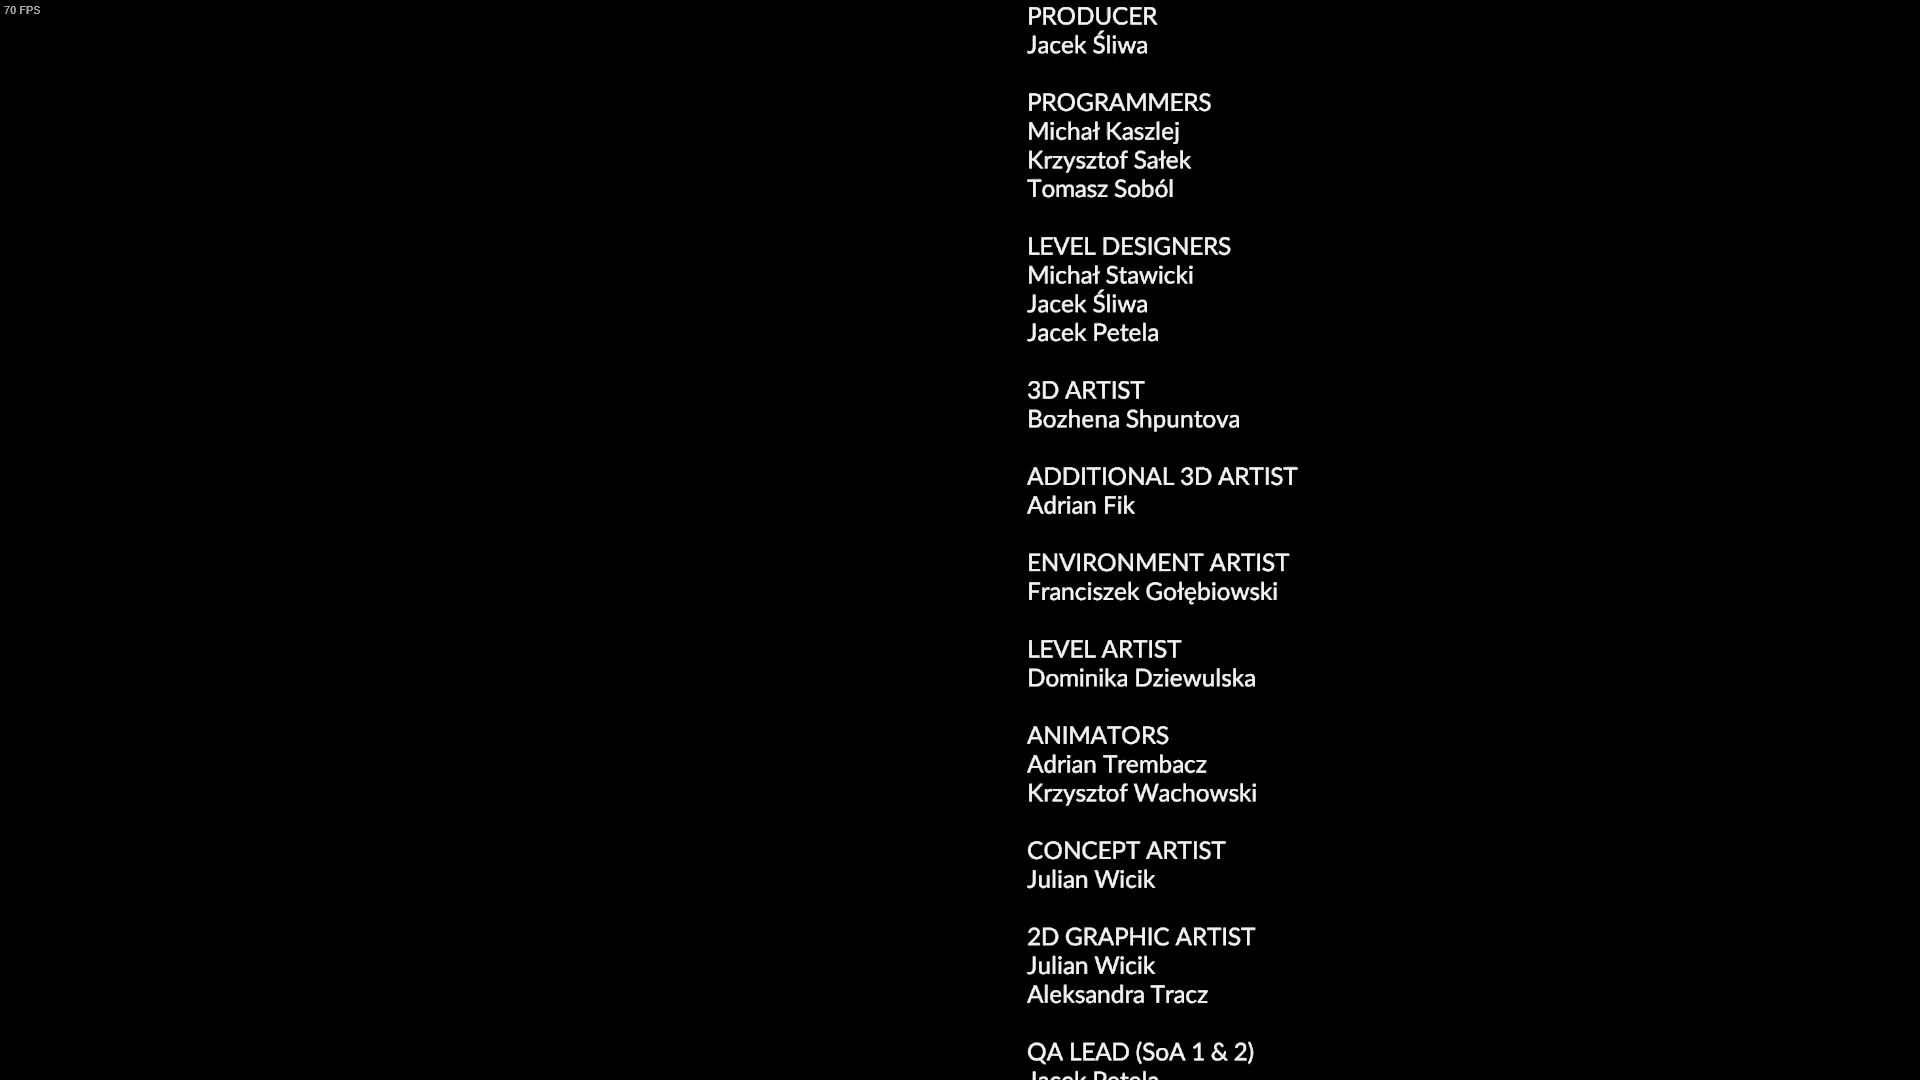 70 FPS
PRODUCER
Jacek Śliwa
PROGRAMMERS
Michał Kaszlej
Krzysztof Sałek
Tomasz Soból
LEVEL DESIGNERS
Michał Stawicki
Jacek Śliwa
Jacek Petela
3D ARTIST
Bozhena Shpuntova
ADDITIONAL 3D ARTIST
Adrian Fik
ENVIRONMENT ARTIST
Franciszek Gołębiowski
LEVEL ARTIST
Dominika Dziewulska
ANIMATORS
Adrian Trembacz
Krzysztof Wachowski
CONCEPT ARTIST
Julian Wicik
2D GRAPHIC ARTIST
Julian Wicik
Aleksandra Tracz
QA LEAD (SoA 1 & 2)
Jacek Petela